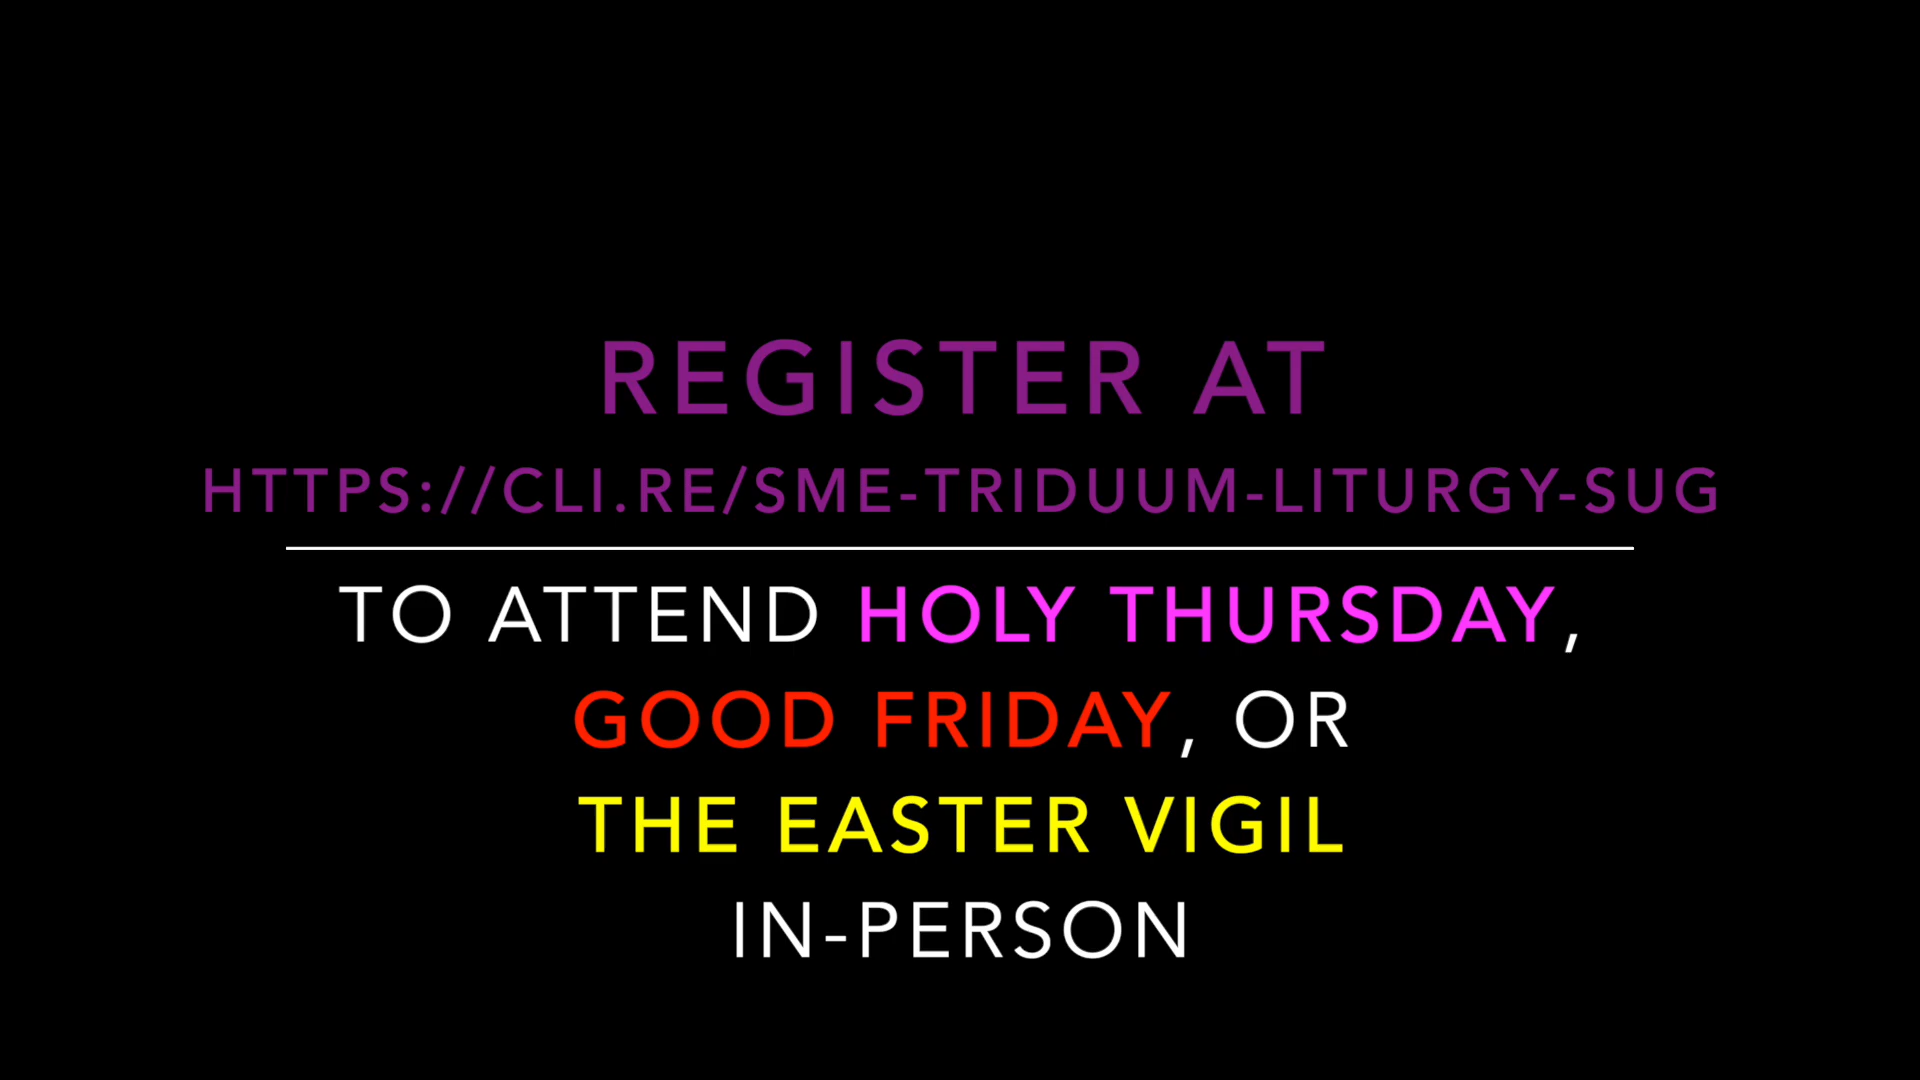 REGISTER AT
HTTPS://CLI.RE/SME-TRIDUUM-LITURGY-SUG
TO ATTEND HOLY THURSDAY,
GOOD FRIDAY, OR
THE EASTER VIGIL
IN-PERSON